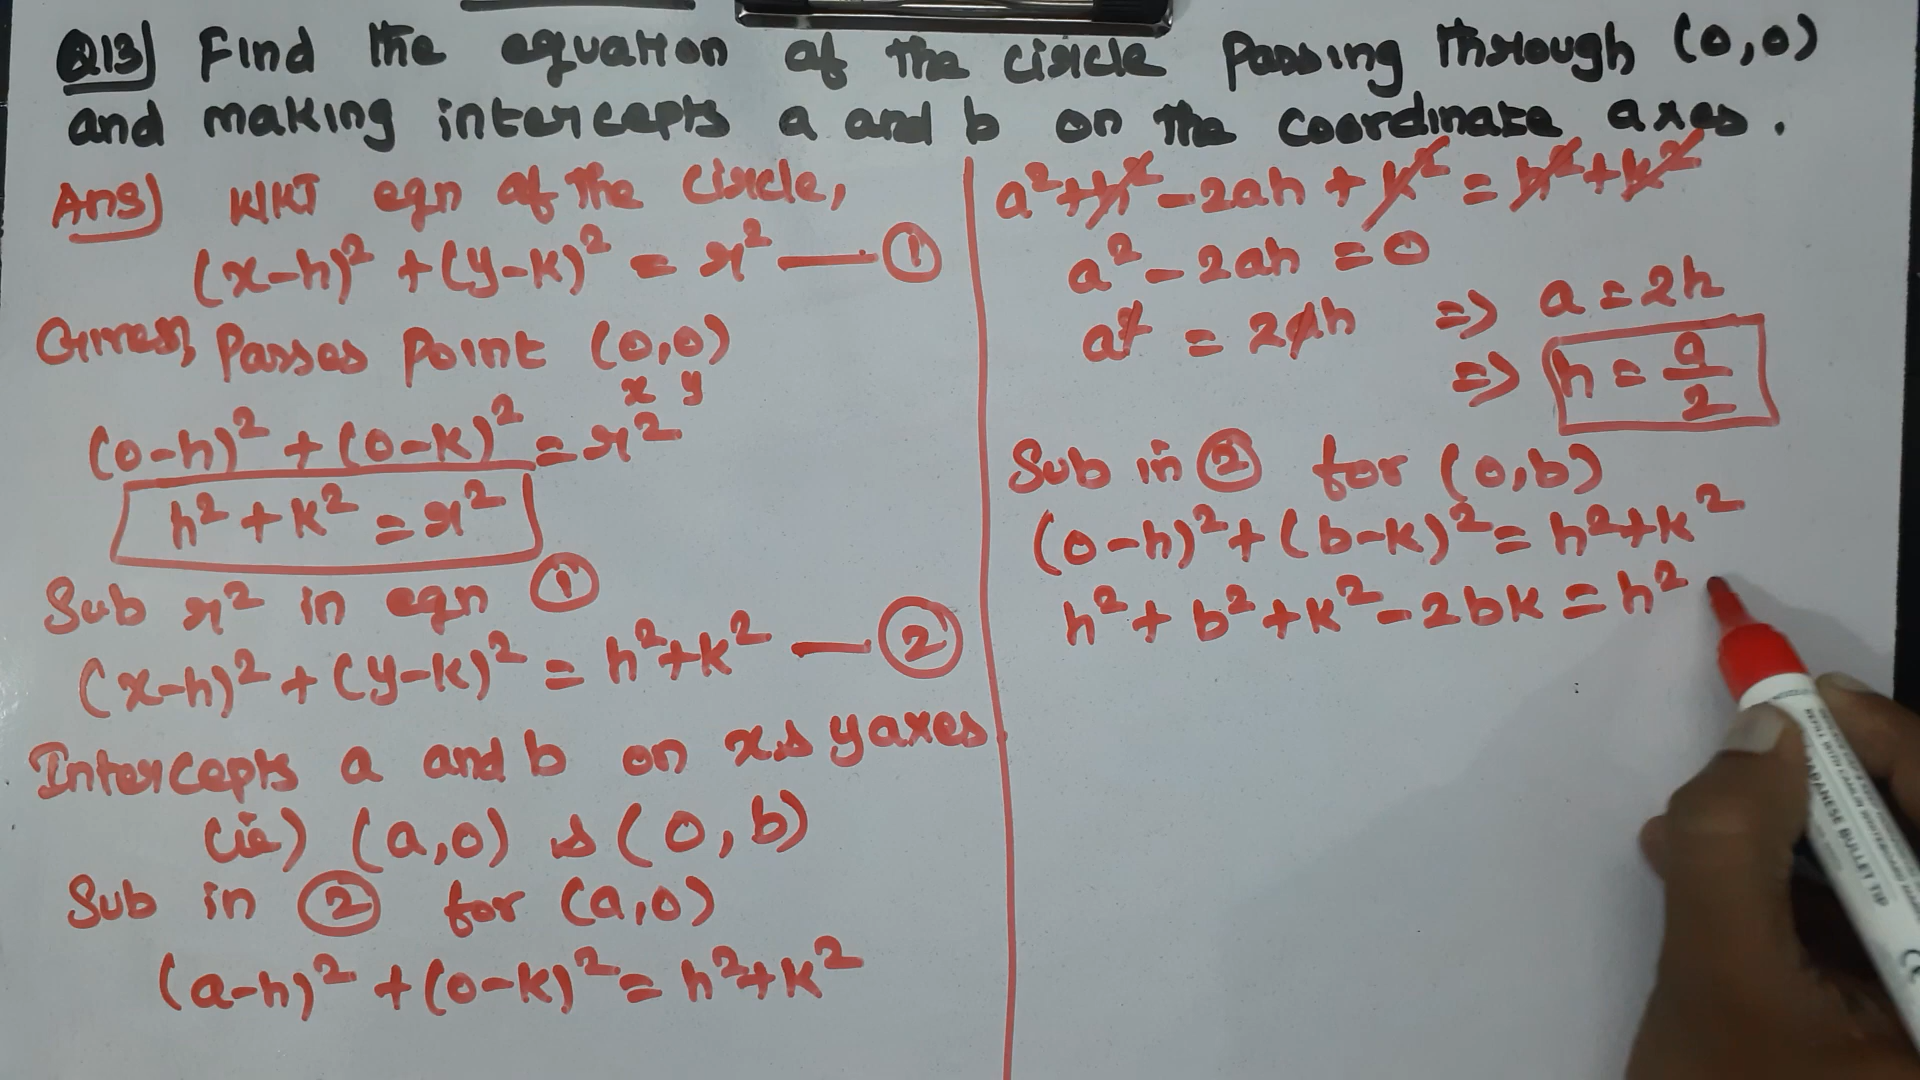 Q13) Find the equation of the circle passing through (0,0)
and making intercepts a and b on the coordinate axes.
Ans) WKT eqn of the circle,
(x-h)² + (y-k)² = r² — ①
Given, Passes Point (0,0)
x y
(0-h)² + (0-k)² = r²
h² + k² = r²
Sub r² in eqn ①
(x-h)² + (y-k)² = h²+k² — ②
Intercepts a and b on x & y axes.
(ie) (a,0) & (0,b)
Sub in ② for (a,0)
(a-h)² + (0-k)² = h²+k²
a²+h²-2ah+k² = h²+k²
a² - 2ah = 0
a² = 2ah => a = 2h
=> h = a/2
Sub in ② for (0,b)
(0-h)² + (b-k)² = h²+k²
h² + b² + k² - 2bk = h²
JAPANESE BULLET TIP